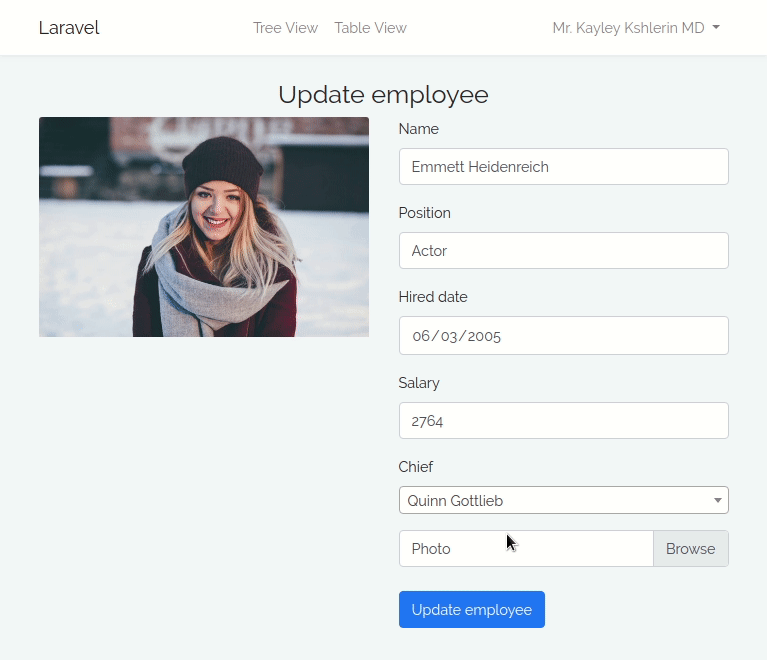 Laravel Tree View Table View Mr. Kayley Kshlerin MD
Update employee
Name
Emmett Heidenreich
Position
Actor
Hired date
06/03/2005
Salary
2764
Chief
Quinn Gottlieb
Photo Browse
Update employee